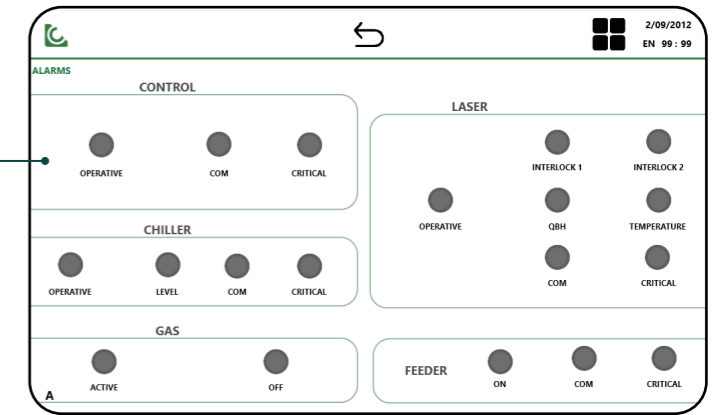 2/09/2012
EN 99 : 99
ALARMS
CONTROL
OPERATIVE COM CRITICAL
LASER
INTERLOCK 1 INTERLOCK 2
OPERATIVE QBH TEMPERATURE
COM CRITICAL
CHILLER
OPERATIVE LEVEL COM CRITICAL
GAS
ACTIVE OFF
FEEDER
ON COM CRITICAL
A